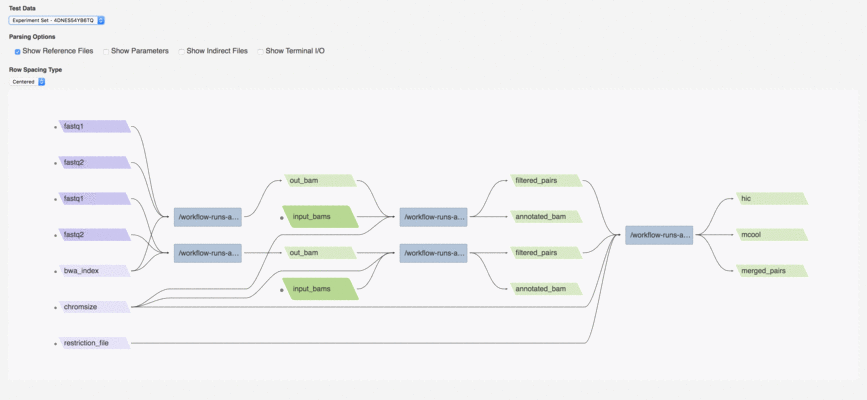 Test Data
Experiment Set - 4DNES54YB6TQ
Parsing Options
Show Reference Files Show Parameters Show Indirect Files Show Terminal I/O
Row Spacing Type
Centered
fastq1
fastq2
out_bam
filtered_pairs
fastq1
hic
/workflow-runs-a...
input_bams
/workflow-runs-a...
annotated_bam
fastq2
/workflow-runs-a...
mcool
/workflow-runs-a...
out_bam
/workflow-runs-a...
filtered_pairs
bwa_index
merged_pairs
input_bams
annotated_bam
chromsize
restriction_file